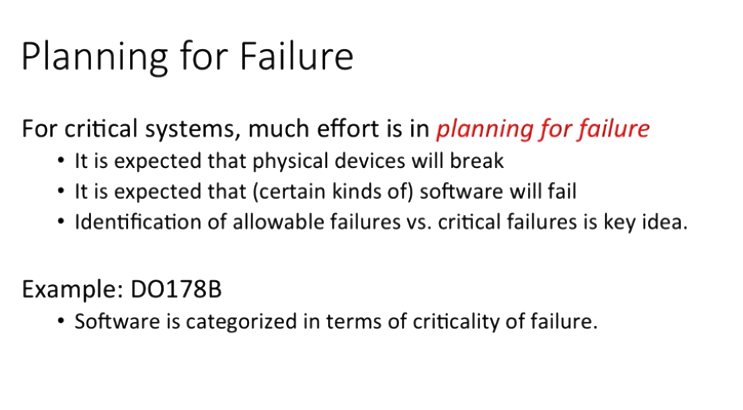 Planning for Failure
For critical systems, much effort is in planning for failure
• It is expected that physical devices will break
• It is expected that (certain kinds of) software will fail
• Identification of allowable failures vs. critical failures is key idea.
Example: DO178B
• Software is categorized in terms of criticality of failure.